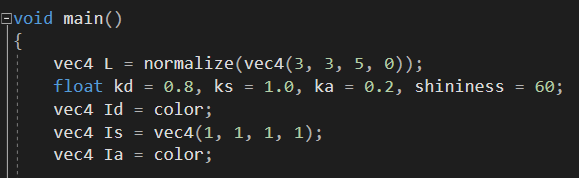 void main()
{
vec4 L = normalize(vec4(3, 3, 5, 0));
float kd = 0.8, ks = 1.0, ka = 0.2, shininess = 60;
vec4 Id = color;
vec4 Is = vec4(1, 1, 1, 1);
vec4 Ia = color;